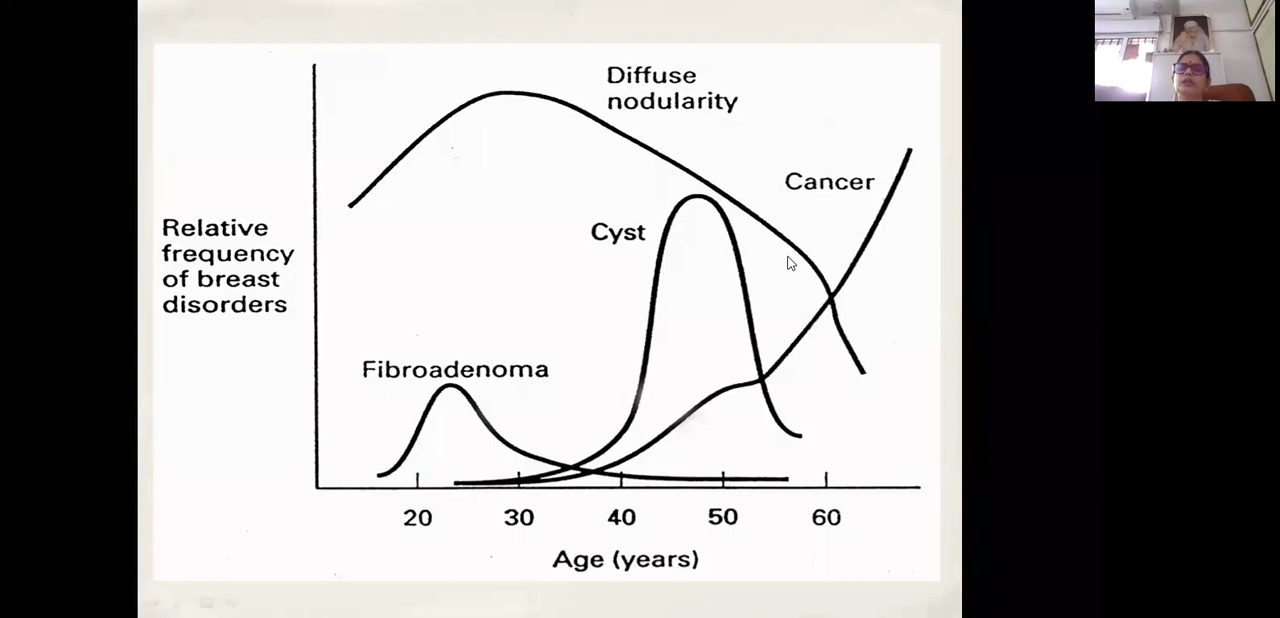 Diffuse
nodularity
Cancer
Relative
frequency
of breast
disorders
Cyst
Fibroadenoma
20 30 40 50 60
Age (years)